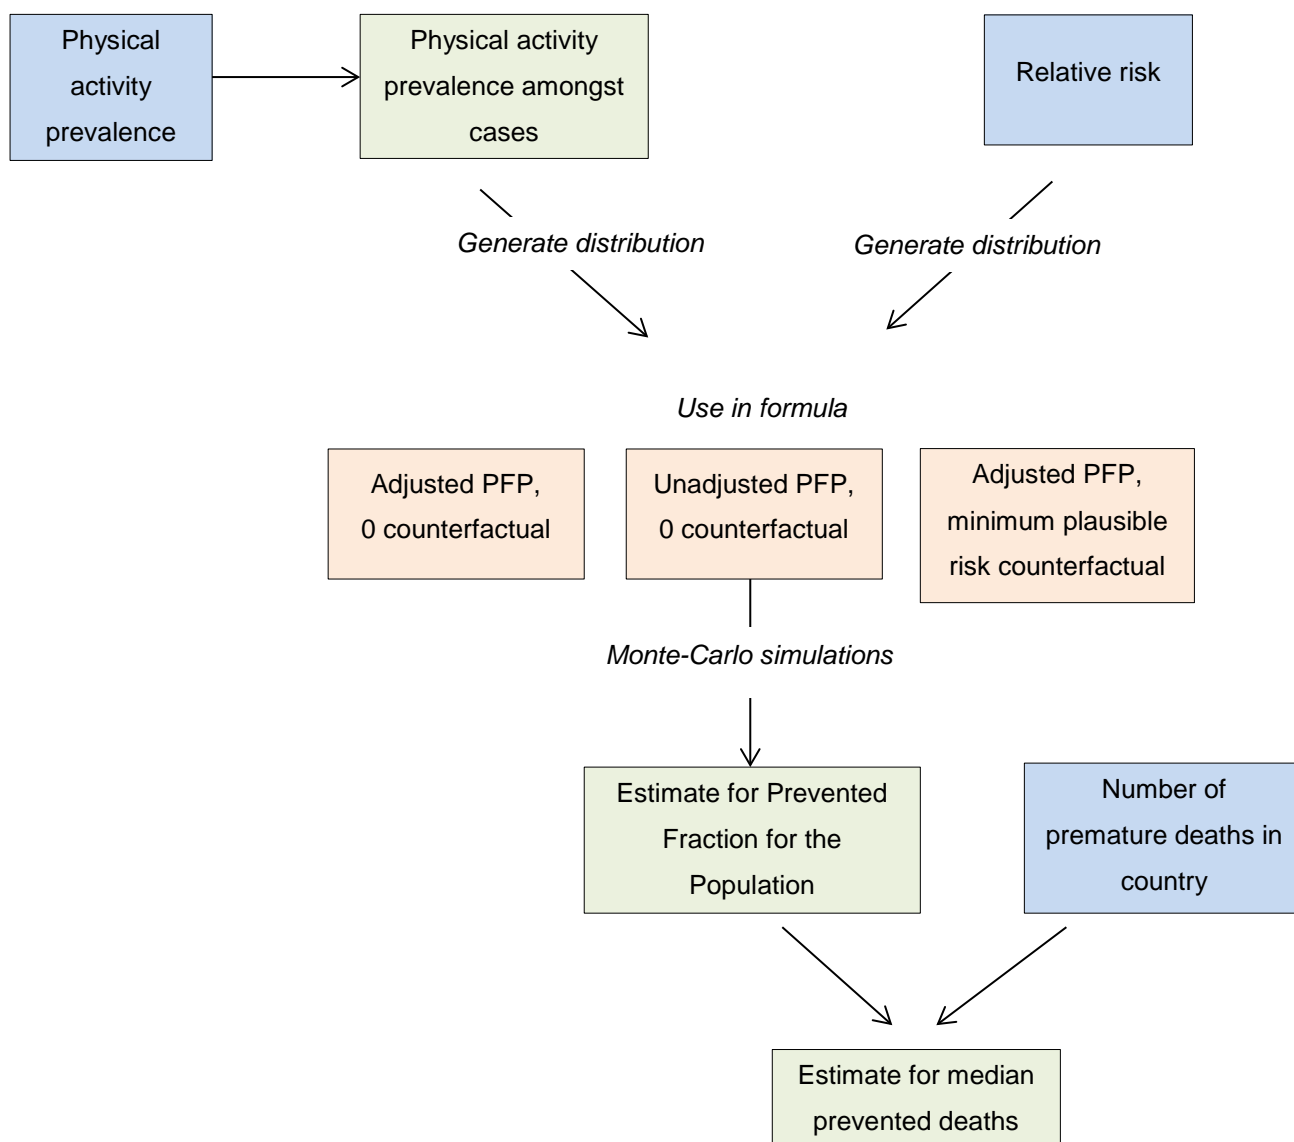 Physical
activity
prevalence
Physical activity
prevalence amongst
cases
Relative risk
Generate distribution
Generate distribution
Use in formula
Adjusted PFP,
0 counterfactual
Unadjusted PFP,
0 counterfactual
Adjusted PFP,
minimum plausible
risk counterfactual
Monte-Carlo simulations
Estimate for Prevented
Fraction for the
Population
Number of
premature deaths in
country
Estimate for median
prevented deaths